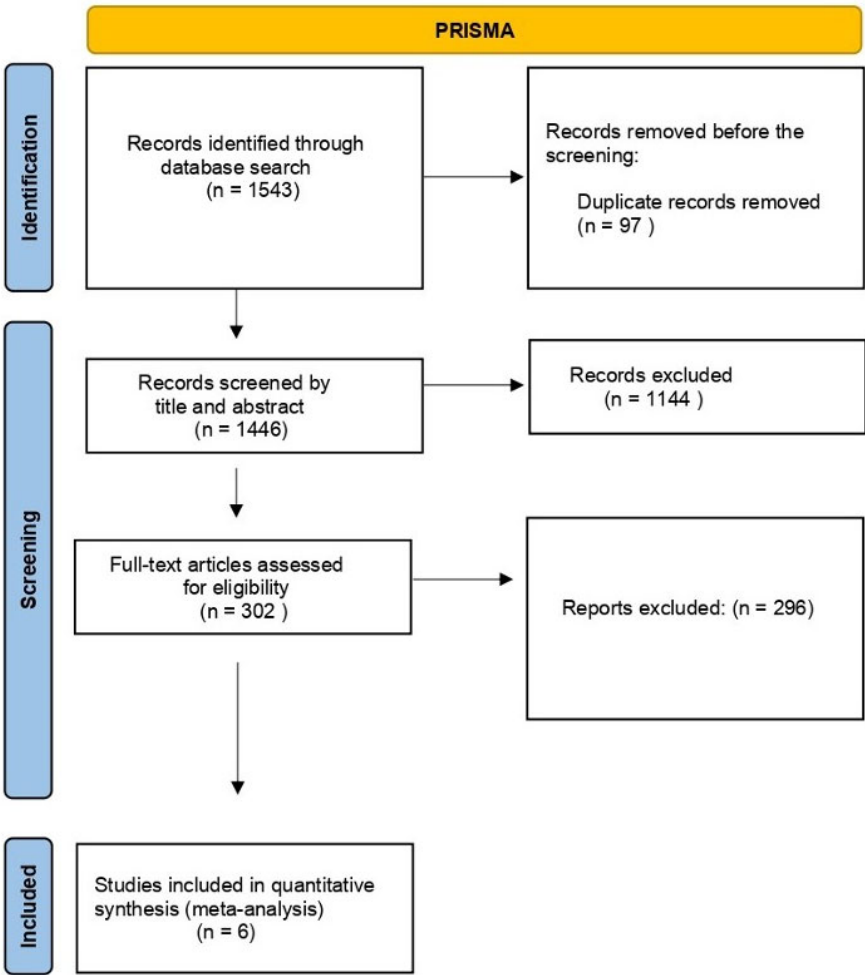 PRISMA
Identification
Records identified through
database search
(n = 1543)
Records removed before the
screening:
Duplicate records removed
(n = 97 )
Screening
Records screened by
title and abstract
(n = 1446)
Records excluded
(n = 1144 )
Full-text articles assessed
for eligibility
(n = 302 )
Reports excluded: (n = 296)
Included
Studies included in quantitative
synthesis (meta-analysis)
(n = 6)